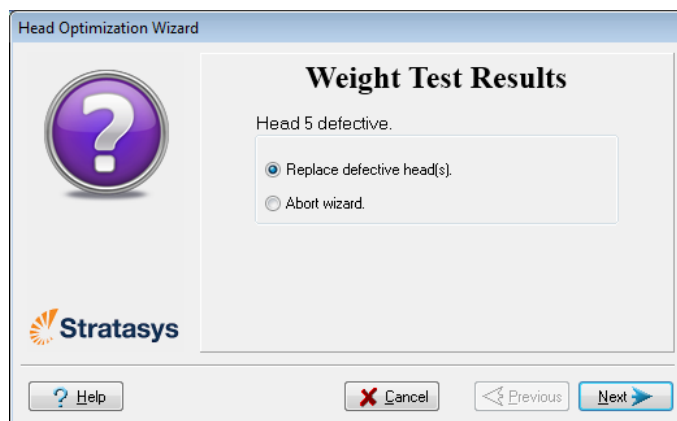 Head Optimization Wizard
Weight Test Results
Head 5 defective.
Replace defective head(s).
Abort wizard.
Stratasys
? Help
Cancel
Previous
Next